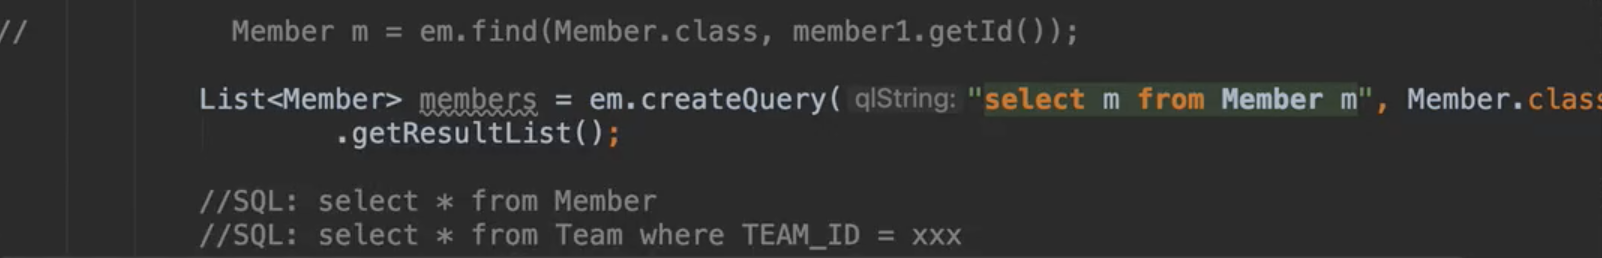 // Member m = em.find(Member.class, member1.getId());
List<Member> members = em.createQuery( qlString: "select m from Member m", Member.class
.getResultList();
//SQL: select * from Member
//SQL: select * from Team where TEAM_ID = xxx